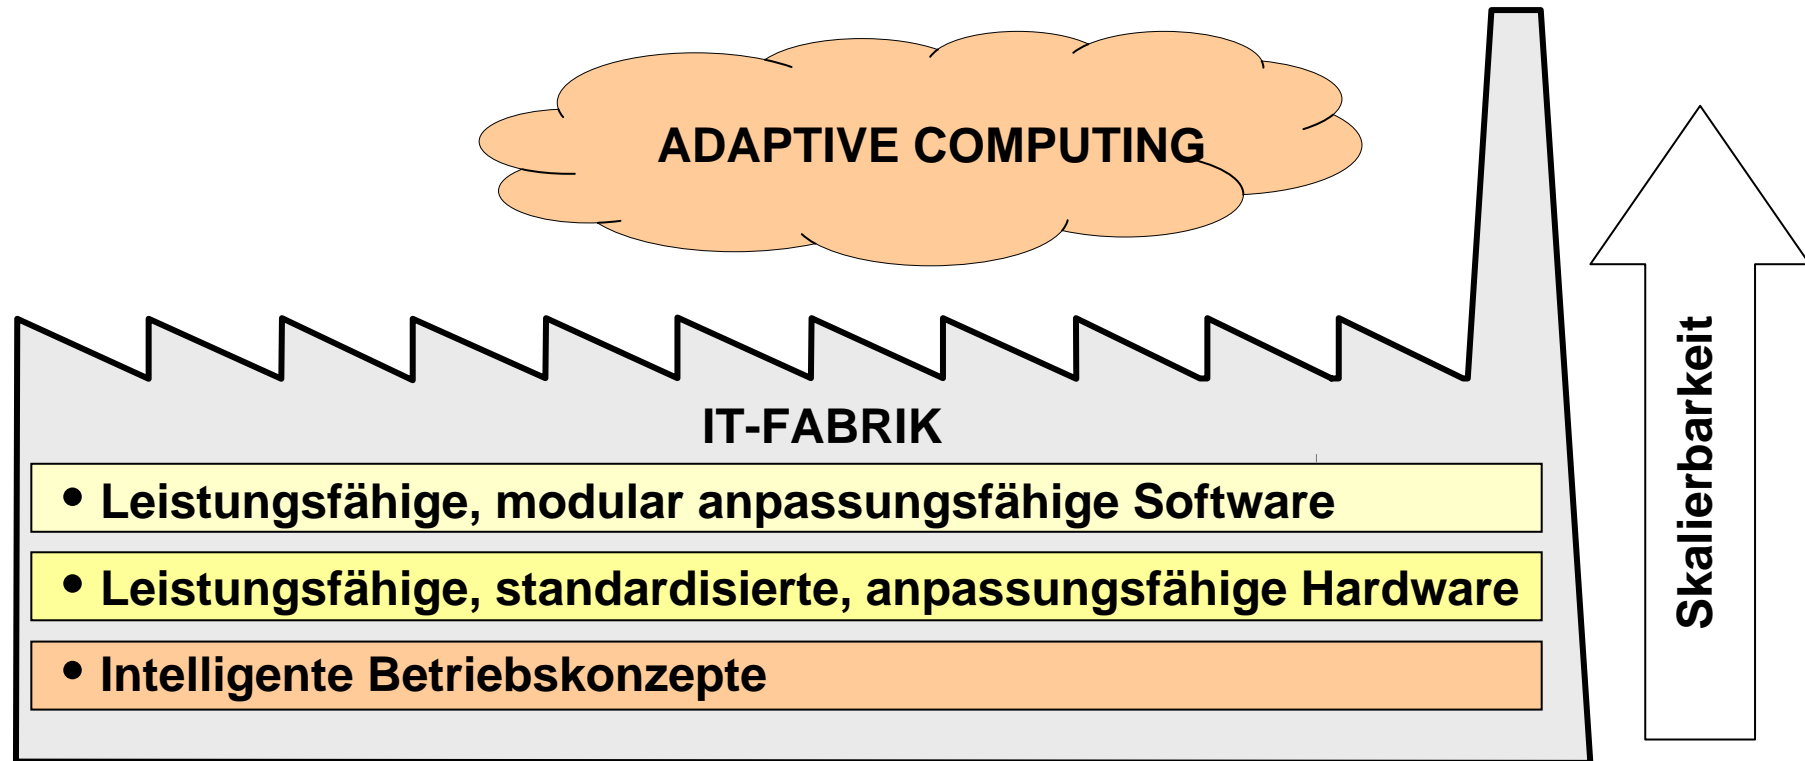 ADAPTIVE COMPUTING
IT-FABRIK
• Leistungsfähige, modular anpassungsfähige Software
• Leistungsfähige, standardisierte, anpassungsfähige Hardware
• Intelligente Betriebskonzepte
Skalierbarkeit